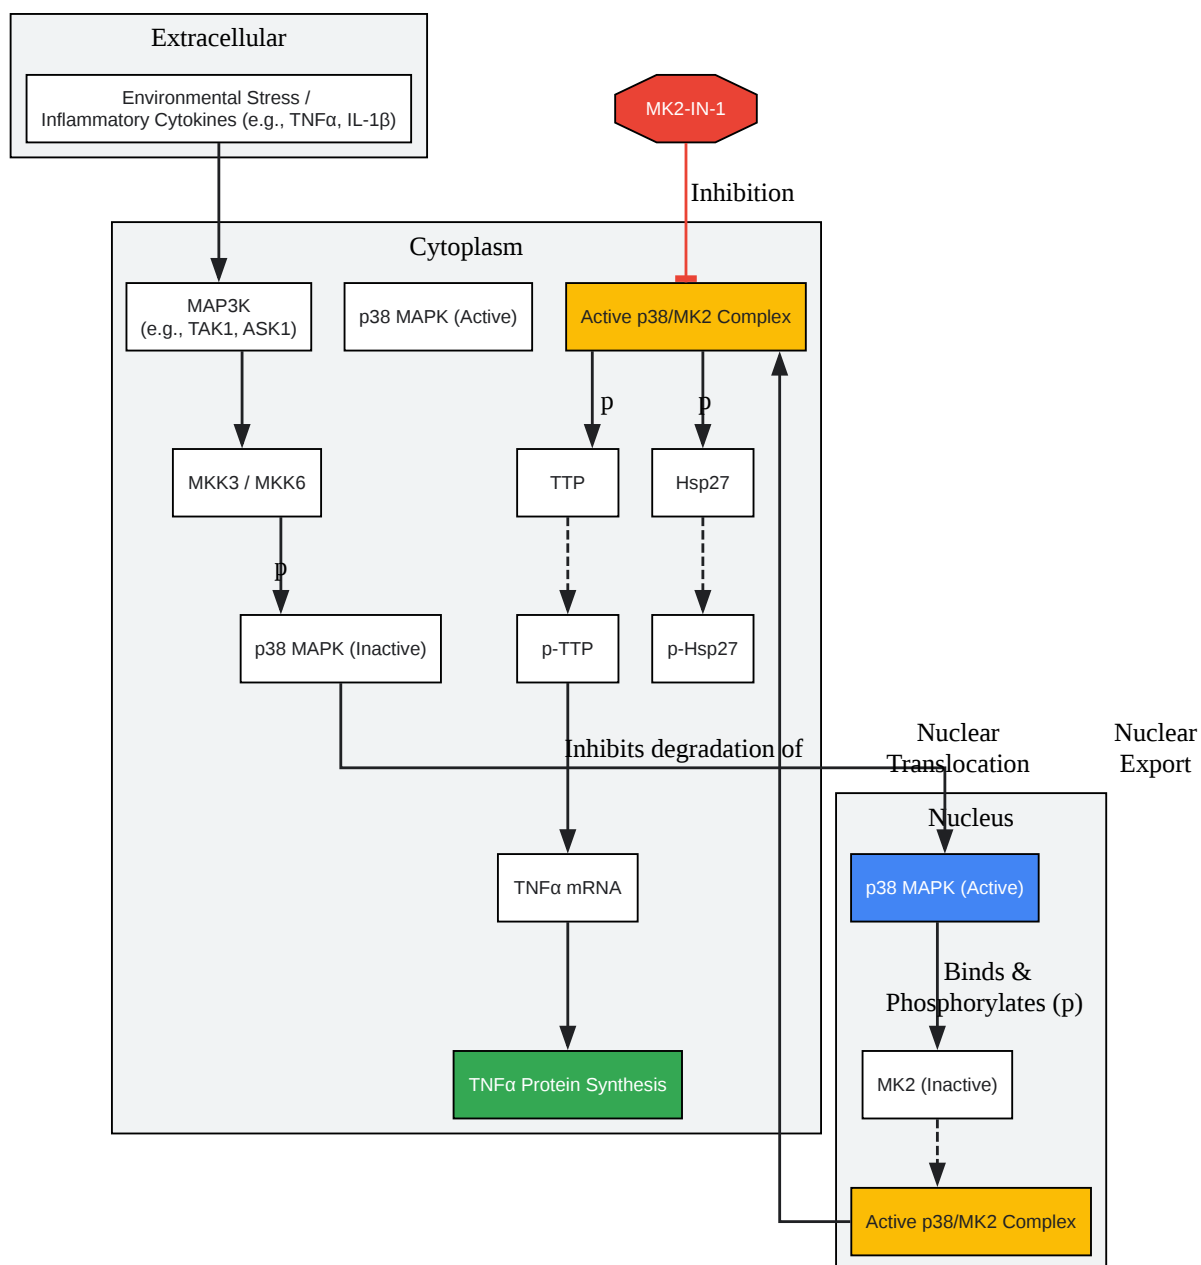 Extracellular
Environmental Stress /
Inflammatory Cytokines (e.g., TNFα, IL-1β)
MK2-IN-1
Inhibition
Cytoplasm
MAP3K
(e.g., TAK1, ASK1)
p38 MAPK (Active)
Active p38/MK2 Complex
p
p
MKK3 / MKK6
TTP
Hsp27
p
p38 MAPK (Inactive)
p-TTP
p-Hsp27
Inhibits degradation of
Nuclear
Translocation
Nuclear
Export
Nucleus
TNFα mRNA
p38 MAPK (Active)
Binds &
Phosphorylates (p)
TNFα Protein Synthesis
MK2 (Inactive)
Active p38/MK2 Complex